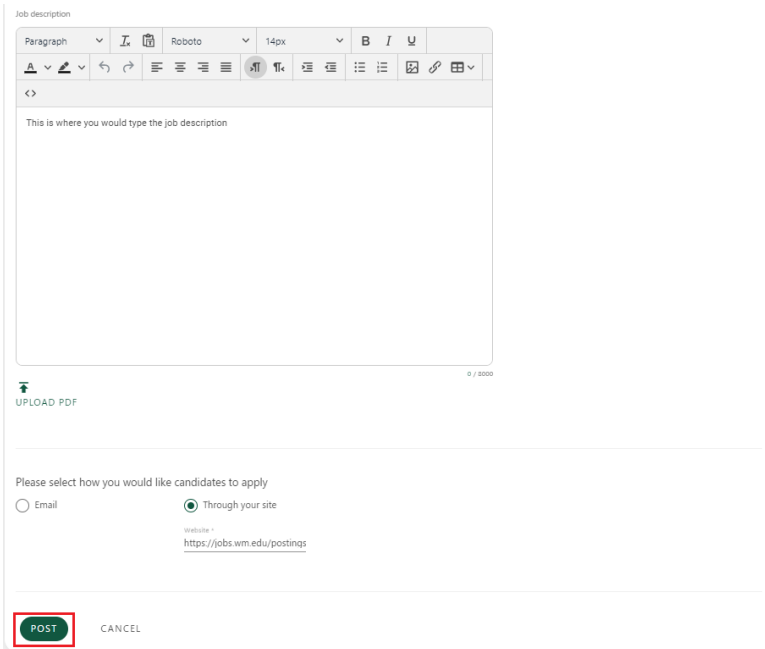 Job description
Paragraph Roboto 14px B I U
A
<>
This is where you would type the job description
0 / 8000
UPLOAD PDF
Please select how you would like candidates to apply
Email Through your site
Website *
https://jobs.wm.edu/postings
POST CANCEL